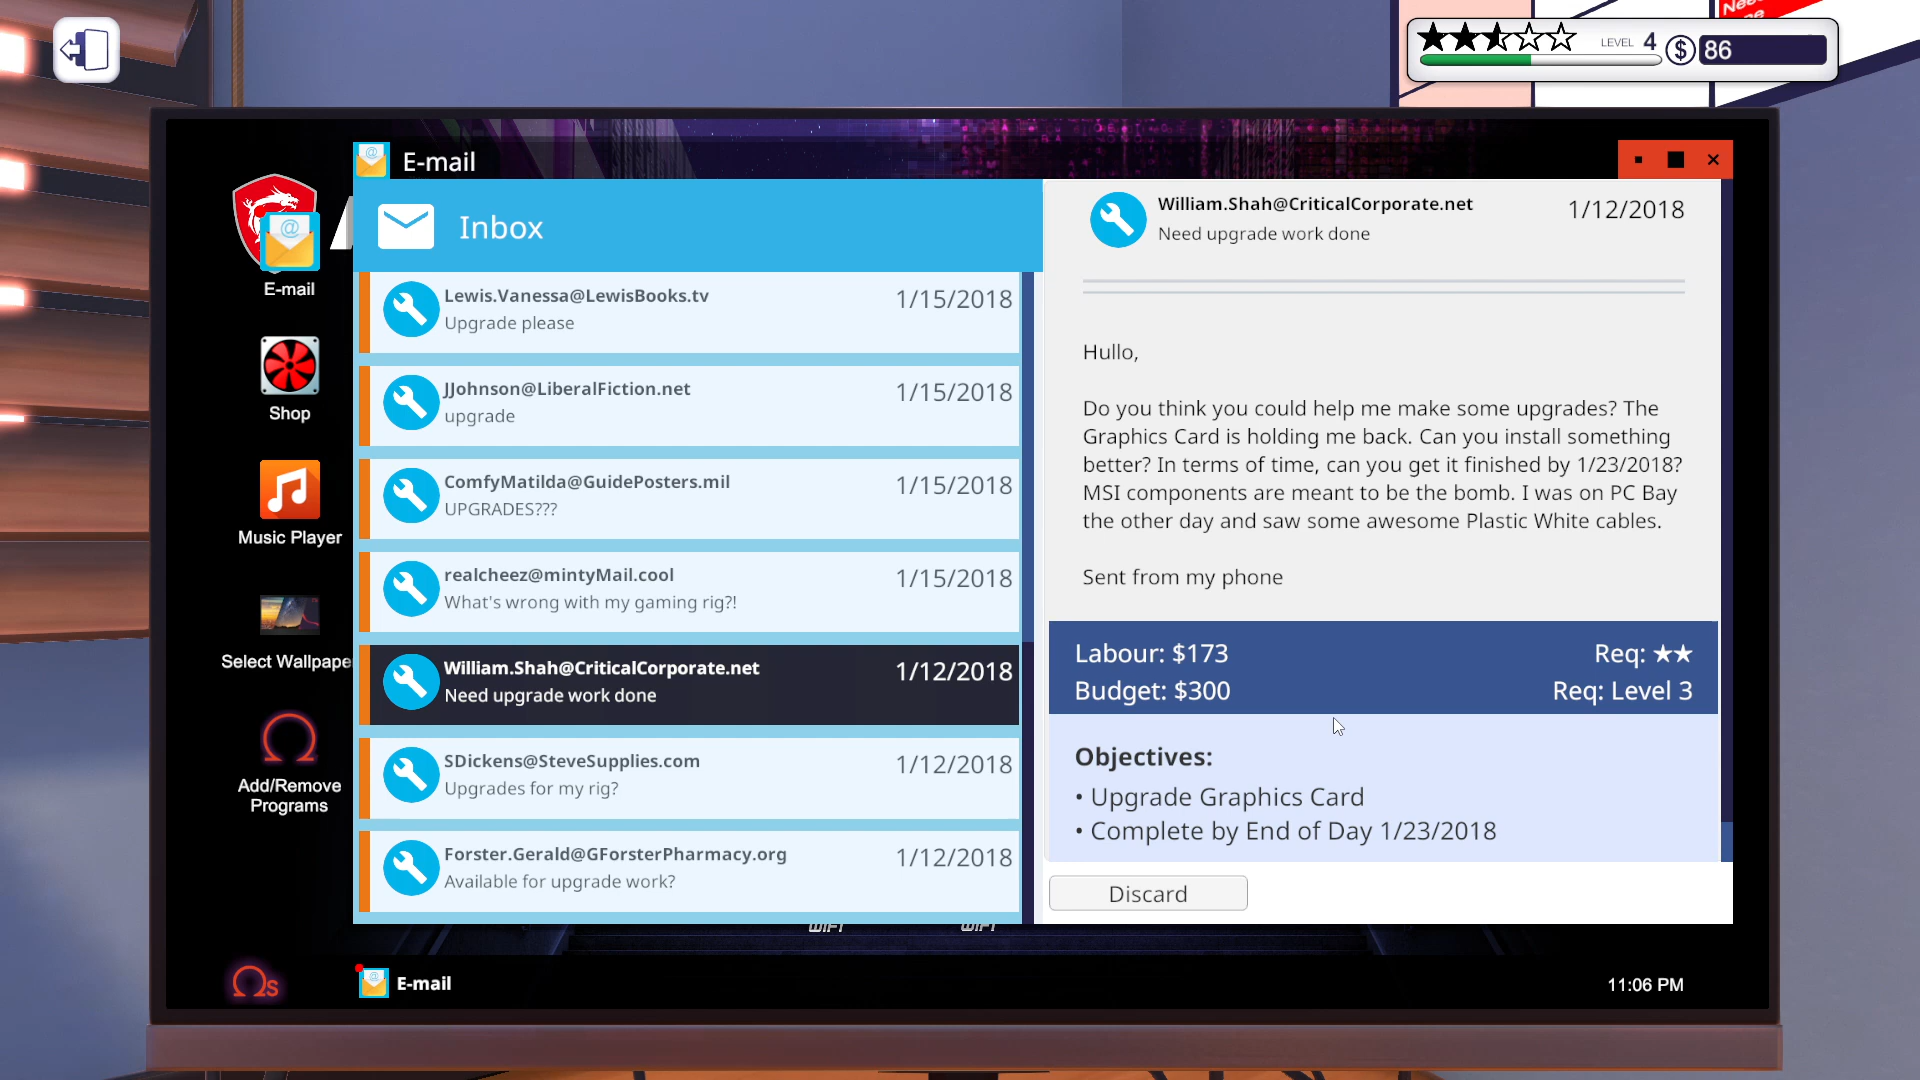 LEVEL 4
$ 86
E-mail
Inbox
E-mail
Shop
Music Player
Select Wallpape
Add/Remove
Programs
Lewis.Vanessa@LewisBooks.tv
1/15/2018
Upgrade please
JJohnson@LiberalFiction.net
1/15/2018
upgrade
ComfyMatilda@GuidePosters.mil
1/15/2018
UPGRADES???
realcheez@mintyMail.cool
1/15/2018
What's wrong with my gaming rig?!
William.Shah@CriticalCorporate.net
1/12/2018
Need upgrade work done
SDickens@SteveSupplies.com
1/12/2018
Upgrades for my rig?
Forster.Gerald@GForsterPharmacy.org
1/12/2018
Available for upgrade work?
William.Shah@CriticalCorporate.net
1/12/2018
Need upgrade work done
Hullo,
Do you think you could help me make some upgrades? The
Graphics Card is holding me back. Can you install something
better? In terms of time, can you get it finished by 1/23/2018?
MSI components are meant to be the bomb. I was on PC Bay
the other day and saw some awesome Plastic White cables.
Sent from my phone
Labour: $173
Req: ★★
Budget: $300
Req: Level 3
Objectives:
• Upgrade Graphics Card
• Complete by End of Day 1/23/2018
Discard
WIFI WIFI
Ωs
E-mail
11:06 PM